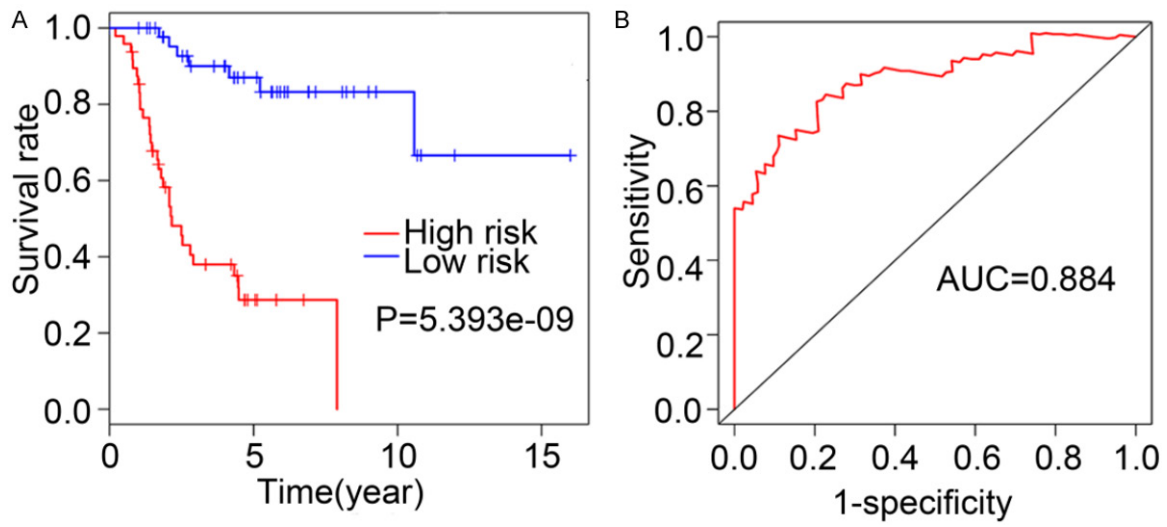 A
1.0
0.8
0.6
0.4
0.2
0.0
Survival rate
High risk
Low risk
P=5.393e-09
0
5
10
15
Time(year)
B
1.0
0.8
0.6
0.4
0.2
0.0
Sensitivity
AUC=0.884
0.0
0.2
0.4
0.6
0.8
1.0
1-specificity